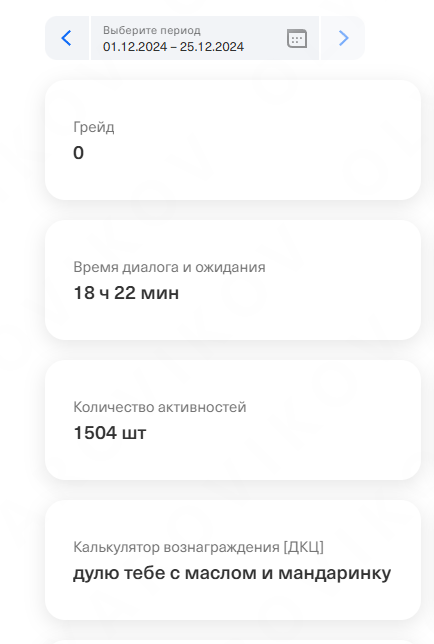 Выберите период
01.12.2024 – 25.12.2024
Грейд
0
Время диалога и ожидания
18 ч 22 мин
Количество активностей
1504 шт
Калькулятор вознаграждения [ДКЦ]
дулю тебе с маслом и мандаринку